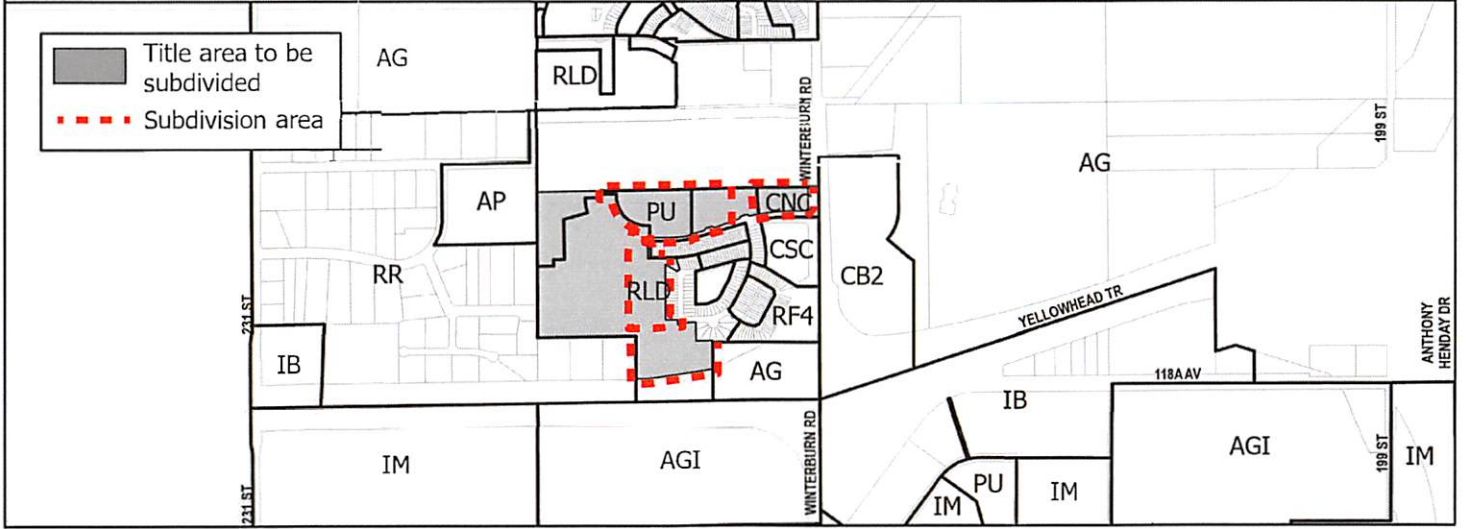 Title area to be
subdivided
Subdivision area
AG
RLD
WINTERBURN RD
199 ST
AG
AP
PU
CNC
CSC
RR
CB2
RLD
RF4
231 ST
YELLOWHEAD TR
ANTHONY
HENDAY DR
IB
AG
118A AV
IB
IM
AGI
WINTERBURN RD
AGI
199 ST
IM
231 ST
PU
IM
IM